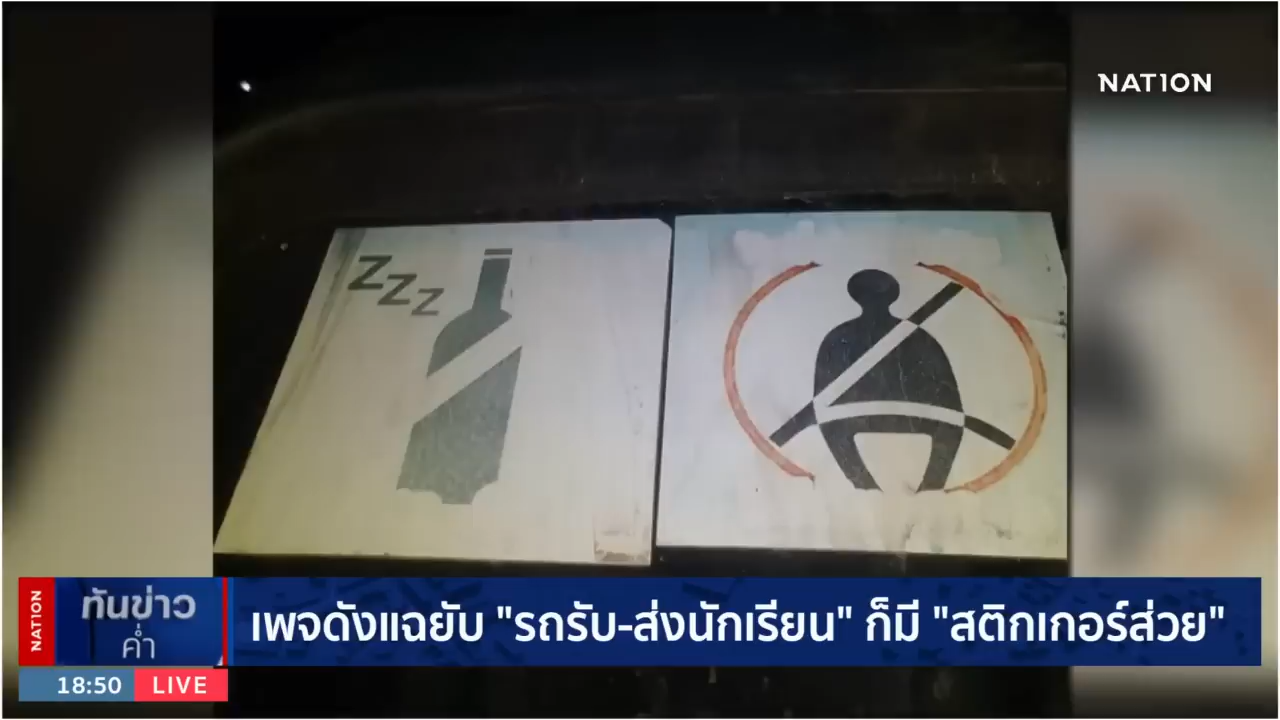 NATION
ZZZ
NATION
ทันข่าว
ค่ำ
เพจดังแฉยับ "รถรับ-ส่งนักเรียน" ก็มี "สติกเกอร์ส่วย"
18:50 LIVE